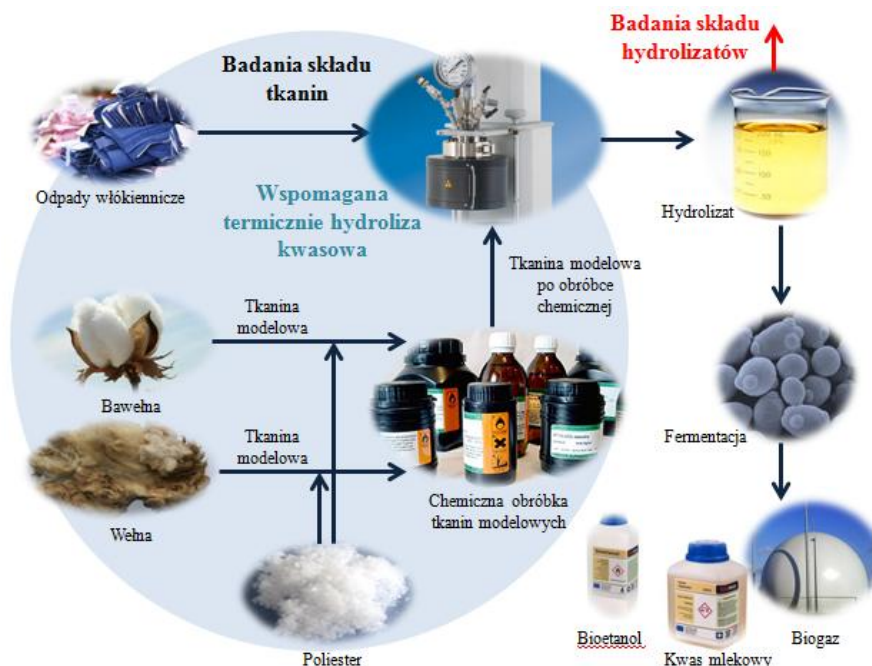 Badania składu
hydrolizatów
Badania składu
tkanin
Odpady włókiennicze
Wspomagana
termicznie hydroliza
kwasowa
Hydrolizat
Tkanina modelowa
po obróbce
chemicznej
Tkanina
modelowa
Bawełna
Tkanina
modelowa
Wełna
Chemiczna obróbka
tkanin modelowych
Fermentacja
Poliester
Bioetanol
Kwas mlekowy
Biogaz